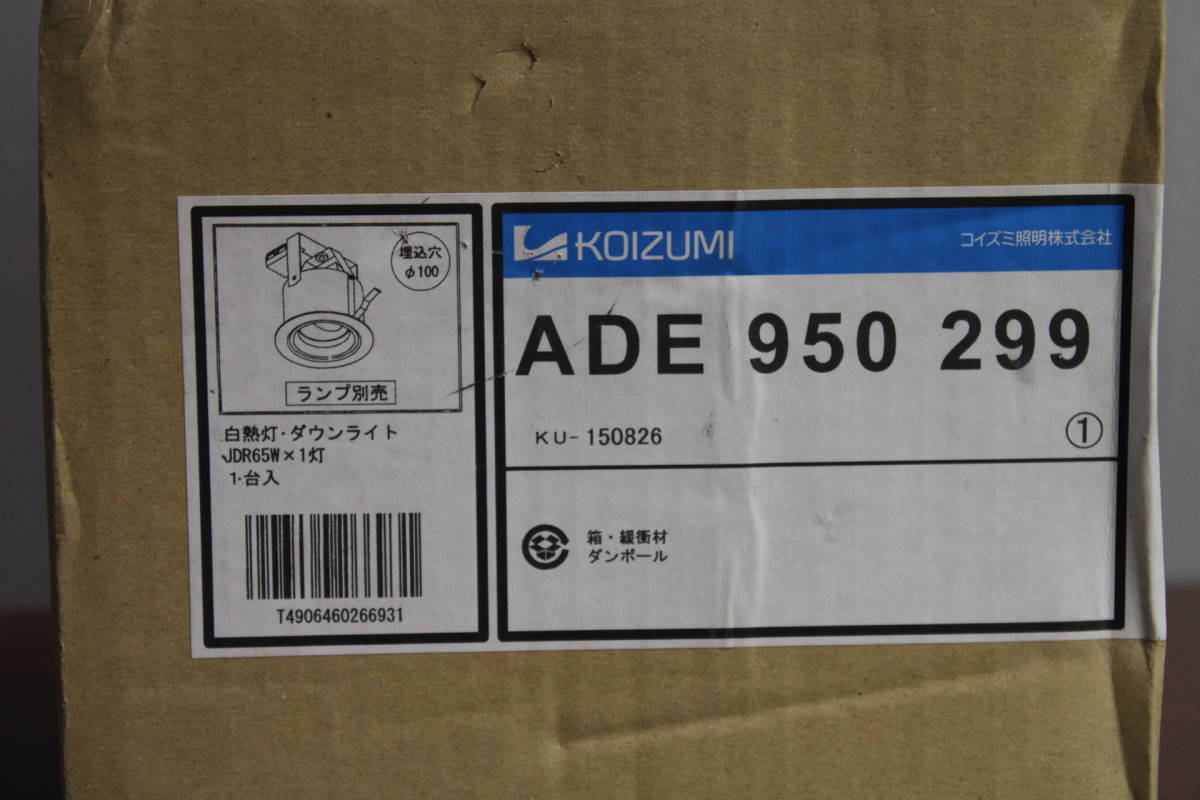 埋込穴
φ100
ランプ別売
白熱灯・ダウンライト
JDR65W×1灯
1台入
T4906460266931
KOIZUMI
コイズミ照明株式会社
ADE 950 299
KU-150826
①
箱・緩衝材
ダンボール